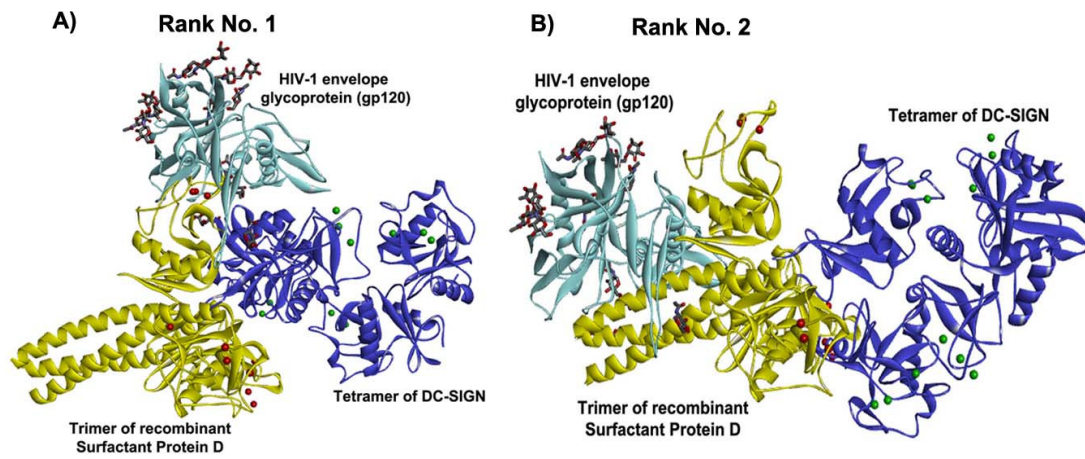 A)
Rank No. 1
HIV-1 envelope
glycoprotein (gp120)
Tetramer of DC-SIGN
Trimer of recombinant
Surfactant Protein D
B)
Rank No. 2
HIV-1 envelope
glycoprotein (gp120)
Tetramer of DC-SIGN
Trimer of recombinant
Surfactant Protein D